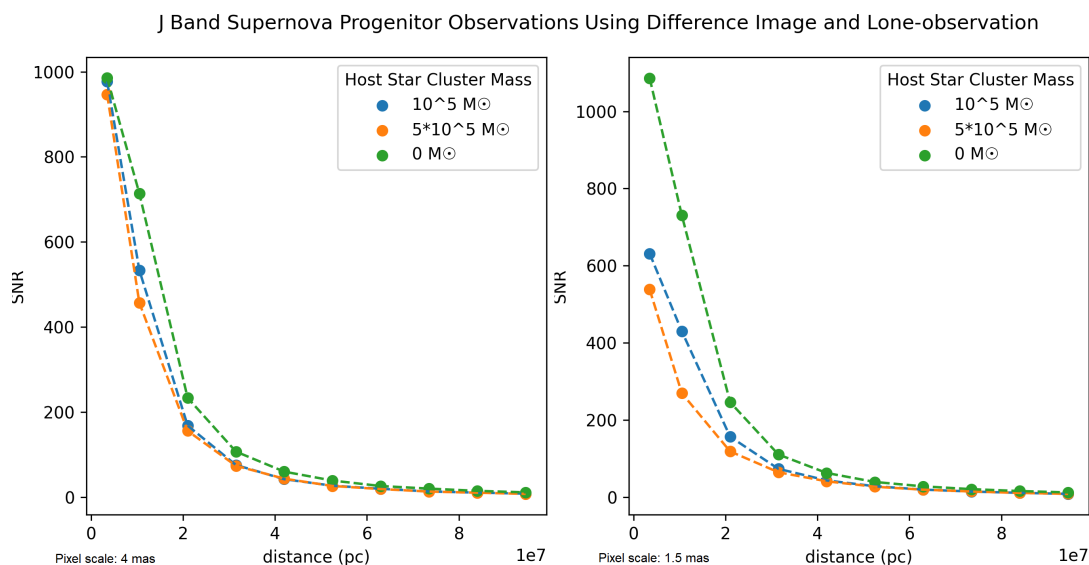 J Band Supernova Progenitor Observations Using Difference Image and Lone-observation
1000
800
600
400
200
0
SNR
Host Star Cluster Mass
10^5 M☉
5*10^5 M☉
0 M☉
0
2
4
6
8
1e7
distance (pc)
Pixel scale: 4 mas
1000
800
600
400
200
0
SNR
Host Star Cluster Mass
10^5 M☉
5*10^5 M☉
0 M☉
0
2
4
6
8
1e7
distance (pc)
Pixel scale: 1.5 mas